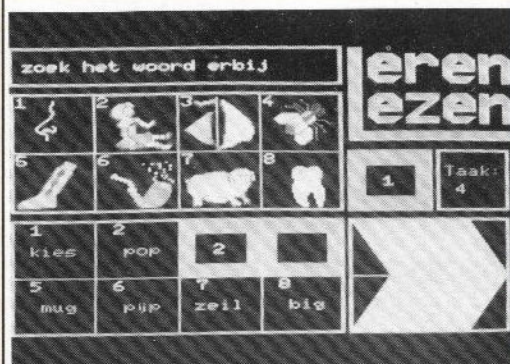 zoek het woord erbij
leren
lezen
1 2 3 4
5 6 7 8
1
Taak:
4
1 2
kies pop 2
5 6 7 8
mug pijp zeil big